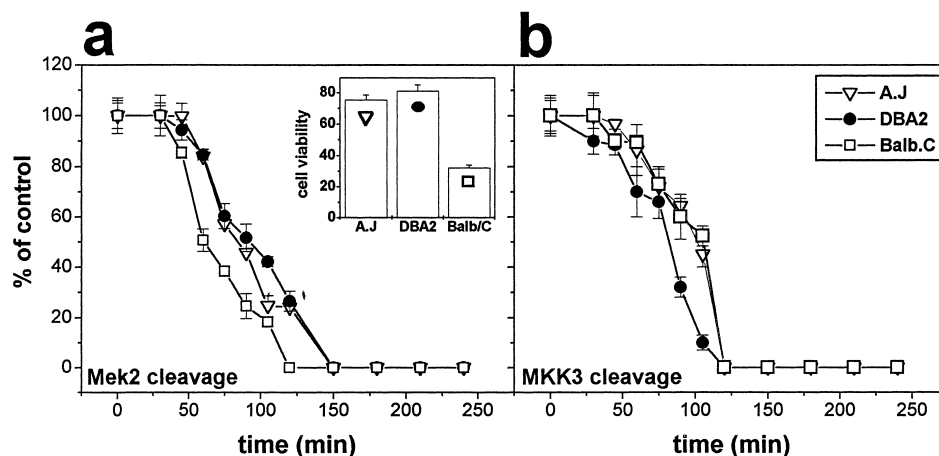 a
b
120
100
80
60
40
20
0
% of control
80
60
40
20
0
cell viability
A.J DBA2 Balb/C
A.J
DBA2
Balb.C
Mek2 cleavage
MKK3 cleavage
0 50 100 150 200 250
0 50 100 150 200 250
time (min)
time (min)